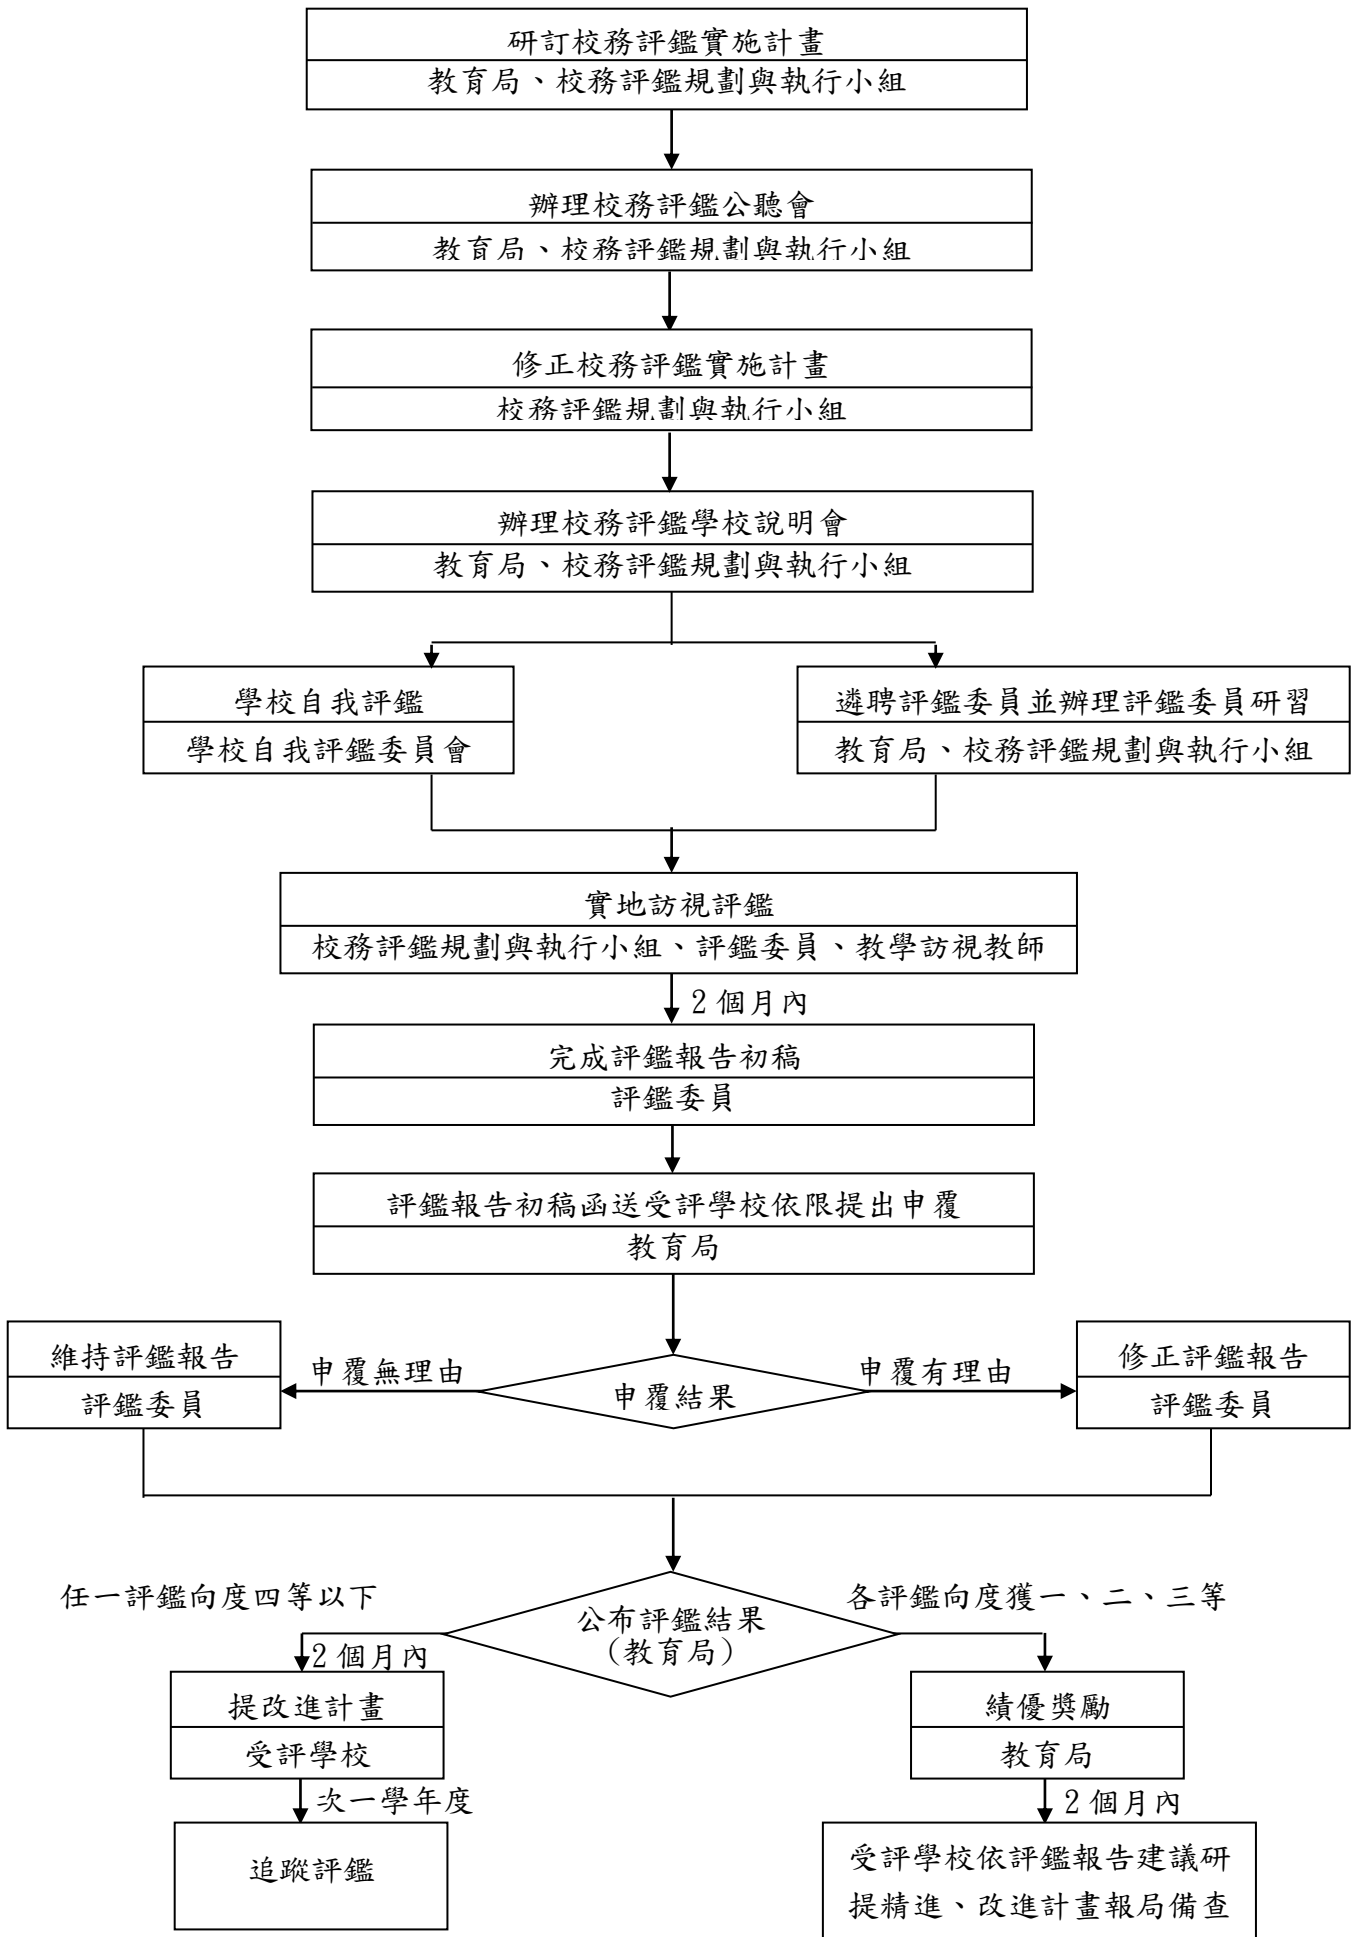 研訂校務評鑑實施計畫
教育局、校務評鑑規劃與執行小組
辦理校務評鑑公聽會
教育局、校務評鑑規劃與執行小組
修正校務評鑑實施計畫
校務評鑑規劃與執行小組
辦理校務評鑑學校說明會
教育局、校務評鑑規劃與執行小組
學校自我評鑑
學校自我評鑑委員會
遴聘評鑑委員並辦理評鑑委員研習
教育局、校務評鑑規劃與執行小組
實地訪視評鑑
校務評鑑規劃與執行小組、評鑑委員、教學訪視教師
2個月內
完成評鑑報告初稿
評鑑委員
評鑑報告初稿函送受評學校依限提出申覆
教育局
維持評鑑報告
評鑑委員
申覆無理由
申覆結果
申覆有理由
修正評鑑報告
評鑑委員
任一評鑑向度四等以下
公布評鑑結果
（教育局）
各評鑑向度獲一、二、三等
2個月內
提改進計畫
受評學校
次一學年度
追蹤評鑑
績優獎勵
教育局
2個月內
受評學校依評鑑報告建議研
提精進、改進計畫報局備查